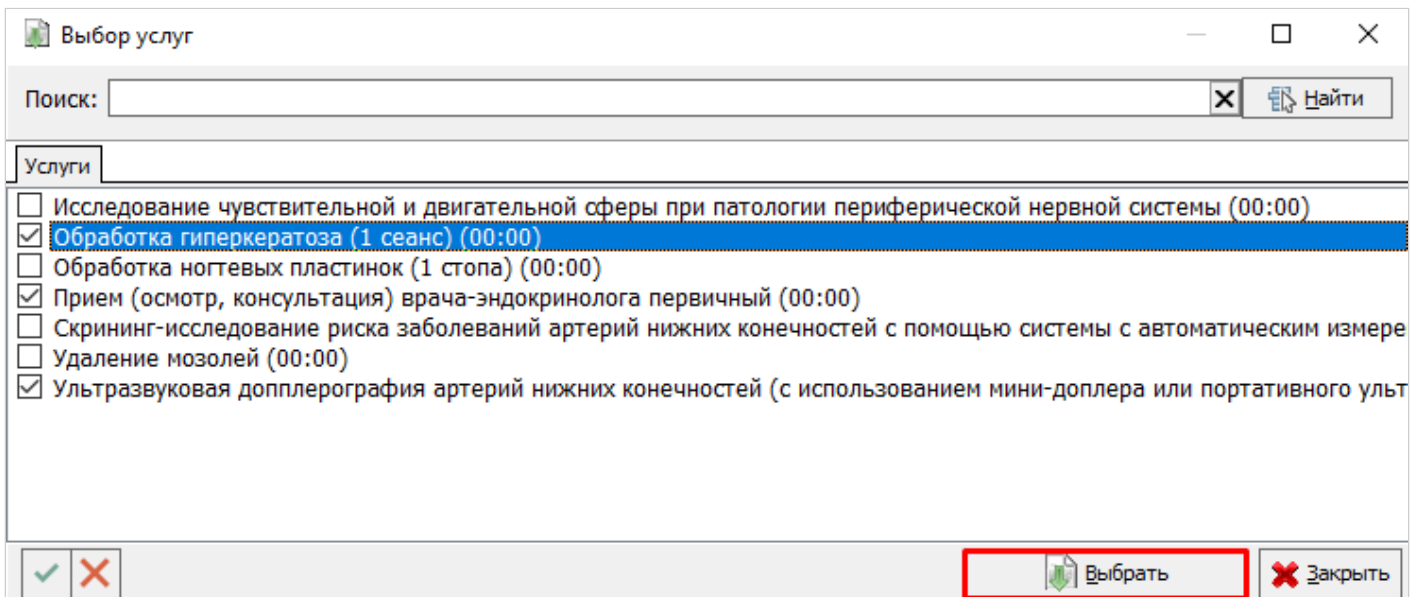 Выбор услуг
Поиск: Найти
Услуги
Исследование чувствительной и двигательной сферы при патологии периферической нервной системы (00:00)
Обработка гиперкератоза (1 сеанс) (00:00)
Обработка ногтевых пластинок (1 стопа) (00:00)
Прием (осмотр, консультация) врача-эндокринолога первичный (00:00)
Скрининг-исследование риска заболеваний артерий нижних конечностей с помощью системы с автоматическим измере
Удаление мозолей (00:00)
Ультразвуковая допплерография артерий нижних конечностей (с использованием мини-доплера или портативного ульт
Выбрать Закрыть